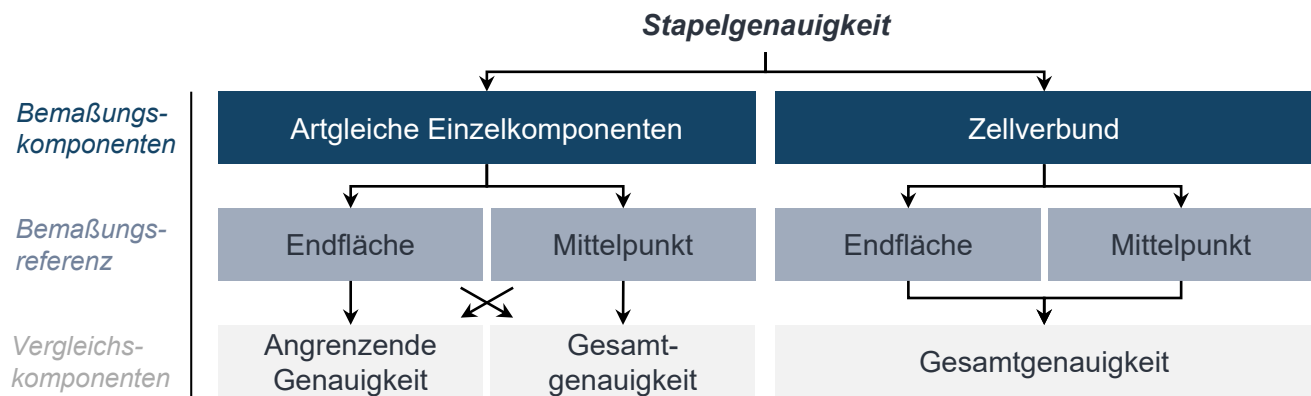 Stapelgenauigkeit
Bemaßungs-
komponenten
Artgleiche Einzelkomponenten
Zellverbund
Bemaßungs-
referenz
Endfläche
Mittelpunkt
Endfläche
Mittelpunkt
Vergleichs-
komponenten
Angrenzende
Genauigkeit
Gesamt-
genauigkeit
Gesamtgenauigkeit